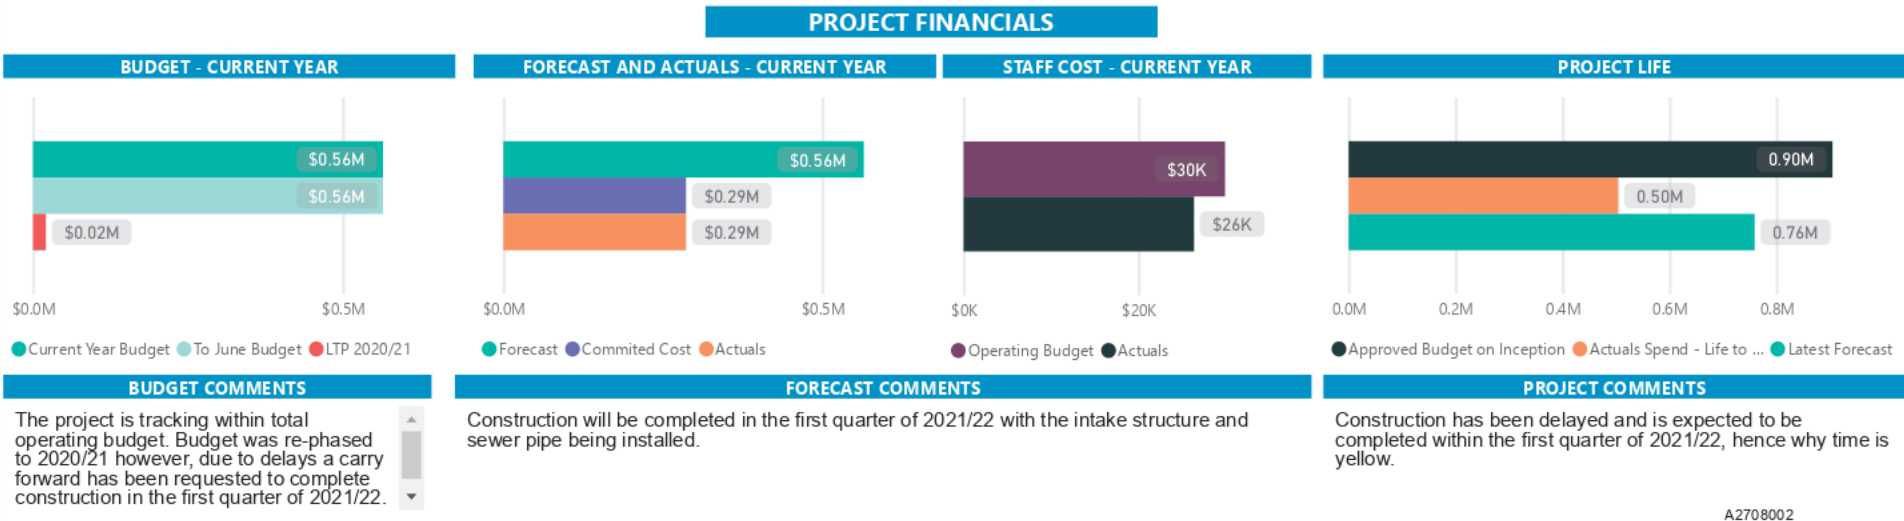 PROJECT FINANCIALS
BUDGET - CURRENT YEAR
$0.56M
$0.56M
$0.02M
$0.0M $0.5M
Current Year Budget To June Budget LTP 2020/21
FORECAST AND ACTUALS - CURRENT YEAR
$0.56M
$0.29M
$0.29M
$0.0M $0.5M
Forecast Commited Cost Actuals
STAFF COST - CURRENT YEAR
$30K
$26K
$0K $20K
Operating Budget Actuals
PROJECT LIFE
0.90M
0.50M
0.76M
0.0M 0.2M 0.4M 0.6M 0.8M
Approved Budget on Inception Actuals Spend - Life to ... Latest Forecast
BUDGET COMMENTS
The project is tracking within total
operating budget. Budget was re-phased
to 2020/21 however, due to delays a carry
forward has been requested to complete
construction in the first quarter of 2021/22.
FORECAST COMMENTS
Construction will be completed in the first quarter of 2021/22 with the intake structure and
sewer pipe being installed.
PROJECT COMMENTS
Construction has been delayed and is expected to be
completed within the first quarter of 2021/22, hence why time is
yellow.
A2708002